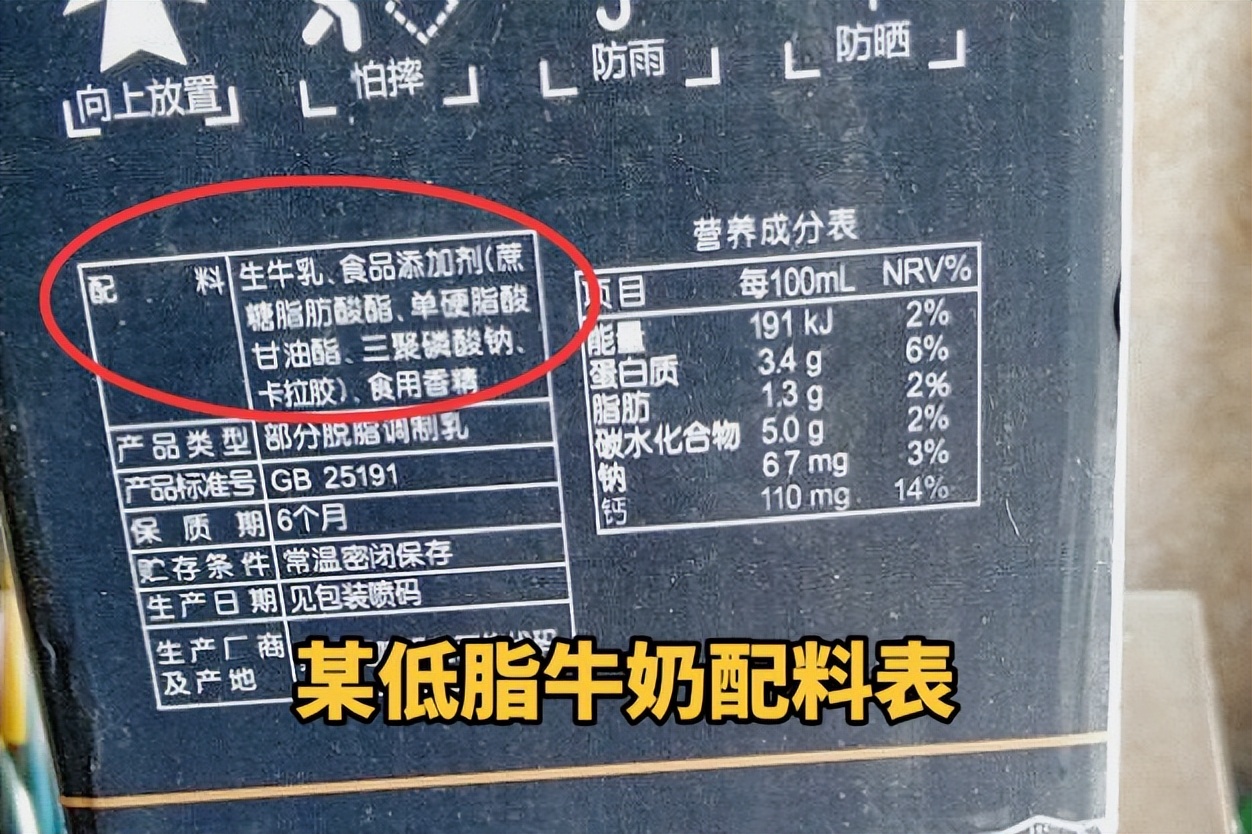 向上放置
怕摔
防雨
防晒
配料
生牛乳、食品添加剂(蔗
糖脂肪酸酯、单硬脂酸
甘油酯、三聚磷酸钠、
卡拉胶)、食用香精
产品类型 部分脱脂调制乳
产品标准号 GB 25191
保质期 6个月
贮存条件 常温密闭保存
生产日期 见包装喷码
生产厂商
及产地
营养成分表
项目 每100mL NRV%
能量 191 kJ 2%
蛋白质 3.4 g 6%
脂肪 1.3 g 2%
碳水化合物 5.0 g 2%
钠 67 mg 3%
钙 110 mg 14%
某低脂牛奶配料表